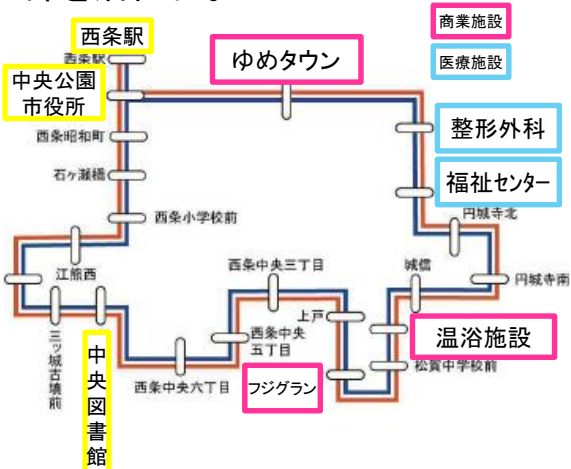 商業施設
医療施設
西条駅
西条駅
中央公園
市役所
ゆめタウン
整形外科
福祉センター
西条昭和町
石ヶ瀬橋
西条小学校前
円城寺北
円城寺南
江熊西
西条中央三丁目
城信
上戸
西条中央
五丁目
温浴施設
三ッ城古墳前
中央図書館
西条中央六丁目
フジグラン
松賀中学校前